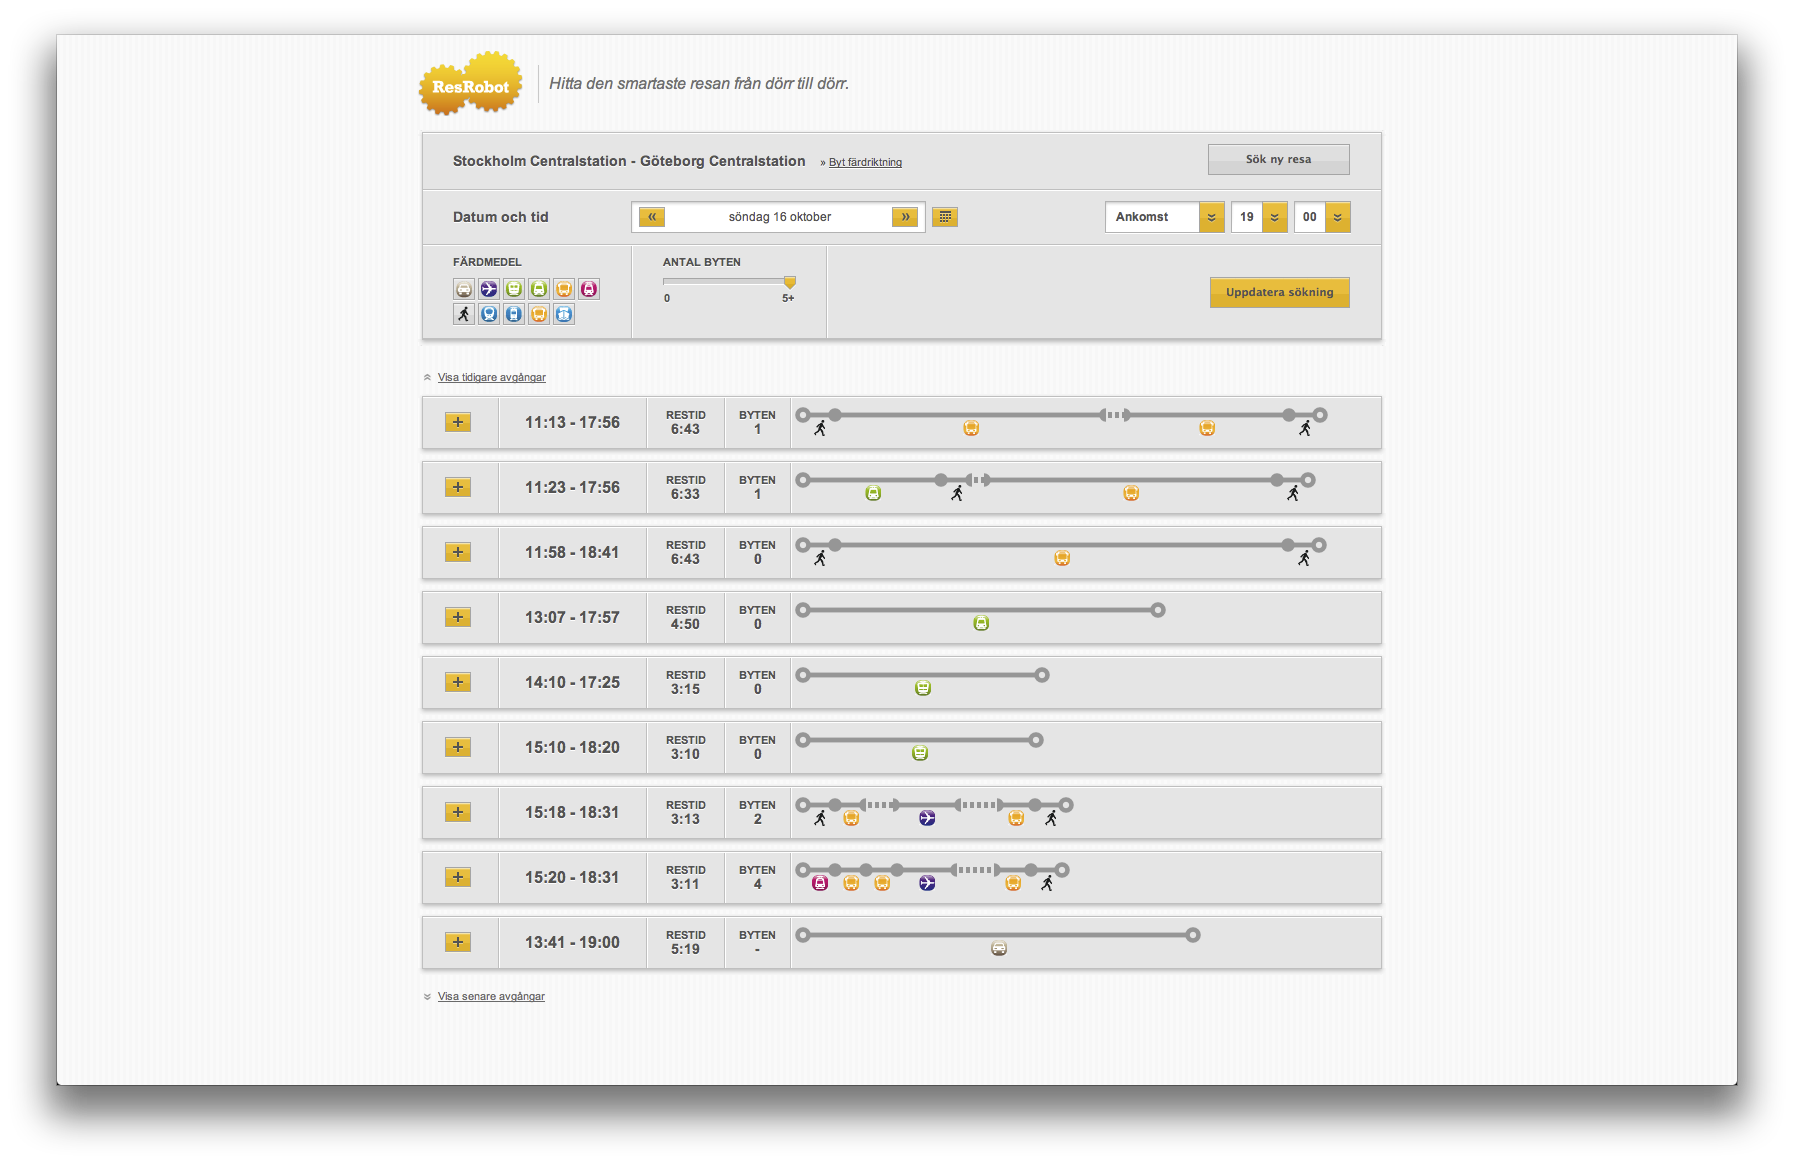 ResRobot
Hitta den smartaste resan från dörr till dörr.
Stockholm Centralstation - Göteborg Centralstation » Byt färdriktning Sök ny resa
Datum och tid « söndag 16 oktober » Ankomst 19 00
FÄRDMEDEL ANTAL BYTEN
0 5+
Uppdatera sökning
Visa tidigare avgångar
+ 11:13 - 17:56 RESTID 6:43 BYTEN 1
+ 11:23 - 17:56 RESTID 6:33 BYTEN 1
+ 11:58 - 18:41 RESTID 6:43 BYTEN 0
+ 13:07 - 17:57 RESTID 4:50 BYTEN 0
+ 14:10 - 17:25 RESTID 3:15 BYTEN 0
+ 15:10 - 18:20 RESTID 3:10 BYTEN 0
+ 15:18 - 18:31 RESTID 3:13 BYTEN 2
+ 15:20 - 18:31 RESTID 3:11 BYTEN 4
+ 13:41 - 19:00 RESTID 5:19 BYTEN -
Visa senare avgångar